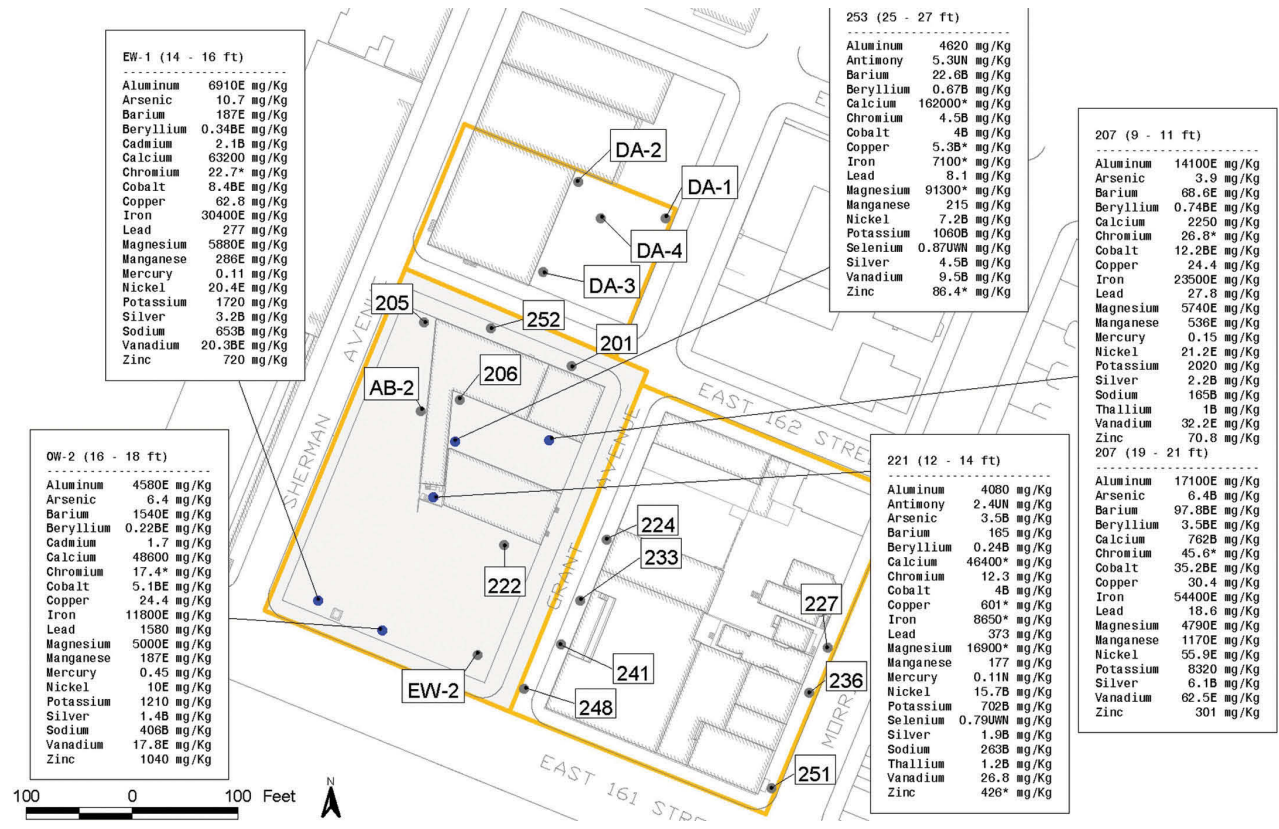 EW-1 (14 - 16 ft)
-----------------------
Aluminum 6910E mg/Kg
Arsenic 10.7 mg/Kg
Barium 187E mg/Kg
Beryllium 0.34BE mg/Kg
Cadmium 2.1B mg/Kg
Calcium 63200 mg/Kg
Chromium 22.7* mg/Kg
Cobalt 8.4BE mg/Kg
Copper 62.8 mg/Kg
Iron 30400E mg/Kg
Lead 277 mg/Kg
Magnesium 5880E mg/Kg
Manganese 286E mg/Kg
Mercury 0.11 mg/Kg
Nickel 20.4E mg/Kg
Potassium 1720 mg/Kg
Silver 3.2B mg/Kg
Sodium 653B mg/Kg
Vanadium 20.3BE mg/Kg
Zinc 720 mg/Kg
OW-2 (16 - 18 ft)
-----------------------
Aluminum 4580E mg/Kg
Arsenic 6.4 mg/Kg
Barium 1540E mg/Kg
Beryllium 0.22BE mg/Kg
Cadmium 1.7 mg/Kg
Calcium 48600 mg/Kg
Chromium 17.4* mg/Kg
Cobalt 5.1BE mg/Kg
Copper 24.4 mg/Kg
Iron 11800E mg/Kg
Lead 1580 mg/Kg
Magnesium 5000E mg/Kg
Manganese 187E mg/Kg
Mercury 0.45 mg/Kg
Nickel 10E mg/Kg
Potassium 1210 mg/Kg
Silver 1.4B mg/Kg
Sodium 406B mg/Kg
Vanadium 17.8E mg/Kg
Zinc 1040 mg/Kg
253 (25 - 27 ft)
-----------------------
Aluminum 4620 mg/Kg
Antimony 5.3UN mg/Kg
Barium 22.6B mg/Kg
Beryllium 0.67B mg/Kg
Calcium 162000* mg/Kg
Chromium 4.5B mg/Kg
Cobalt 4B mg/Kg
Copper 5.3B* mg/Kg
Iron 7100* mg/Kg
Lead 8.1 mg/Kg
Magnesium 91300* mg/Kg
Manganese 215 mg/Kg
Nickel 7.2B mg/Kg
Potassium 1060B mg/Kg
Selenium 0.87UWN mg/Kg
Silver 4.5B mg/Kg
Vanadium 9.5B mg/Kg
Zinc 86.4* mg/Kg
207 (9 - 11 ft)
-----------------------
Aluminum 14100E mg/Kg
Arsenic 3.9 mg/Kg
Barium 68.6E mg/Kg
Beryllium 0.74BE mg/Kg
Calcium 2250 mg/Kg
Chromium 26.8* mg/Kg
Cobalt 12.2BE mg/Kg
Copper 24.4 mg/Kg
Iron 23500E mg/Kg
Lead 27.8 mg/Kg
Magnesium 5740E mg/Kg
Manganese 536E mg/Kg
Mercury 0.15 mg/Kg
Nickel 21.2E mg/Kg
Potassium 2020 mg/Kg
Silver 2.2B mg/Kg
Sodium 165B mg/Kg
Thallium 1B mg/Kg
Vanadium 32.2E mg/Kg
Zinc 70.8 mg/Kg
207 (19 - 21 ft)
-----------------------
Aluminum 17100E mg/Kg
Arsenic 6.4B mg/Kg
Barium 97.8BE mg/Kg
Beryllium 3.5BE mg/Kg
Calcium 762B mg/Kg
Chromium 45.6* mg/Kg
Cobalt 35.2BE mg/Kg
Copper 30.4 mg/Kg
Iron 54400E mg/Kg
Lead 18.6 mg/Kg
Magnesium 4790E mg/Kg
Manganese 1170E mg/Kg
Nickel 55.9E mg/Kg
Potassium 8320 mg/Kg
Silver 6.1B mg/Kg
Vanadium 62.5E mg/Kg
Zinc 301 mg/Kg
221 (12 - 14 ft)
-----------------------
Aluminum 4080 mg/Kg
Antimony 2.4UN mg/Kg
Arsenic 3.5B mg/Kg
Barium 165 mg/Kg
Beryllium 0.24B mg/Kg
Calcium 46400* mg/Kg
Chromium 12.3 mg/Kg
Cobalt 4B mg/Kg
Copper 601* mg/Kg
Iron 8650* mg/Kg
Lead 373 mg/Kg
Magnesium 16900* mg/Kg
Manganese 177 mg/Kg
Mercury 0.11N mg/Kg
Nickel 15.7B mg/Kg
Potassium 702B mg/Kg
Selenium 0.79UWN mg/Kg
Silver 1.9B mg/Kg
Sodium 263B mg/Kg
Thallium 1.2B mg/Kg
Vanadium 26.8 mg/Kg
Zinc 426* mg/Kg
DA-2
DA-1
DA-4
DA-3
205
252
201
206
AB-2
222
224
233
227
241
236
EW-2
248
251
SHERMAN AVENUE
GRANT AVENUE
EAST 162 STREE
EAST 161 STRE
MORR
E
100 0 100 Feet
N